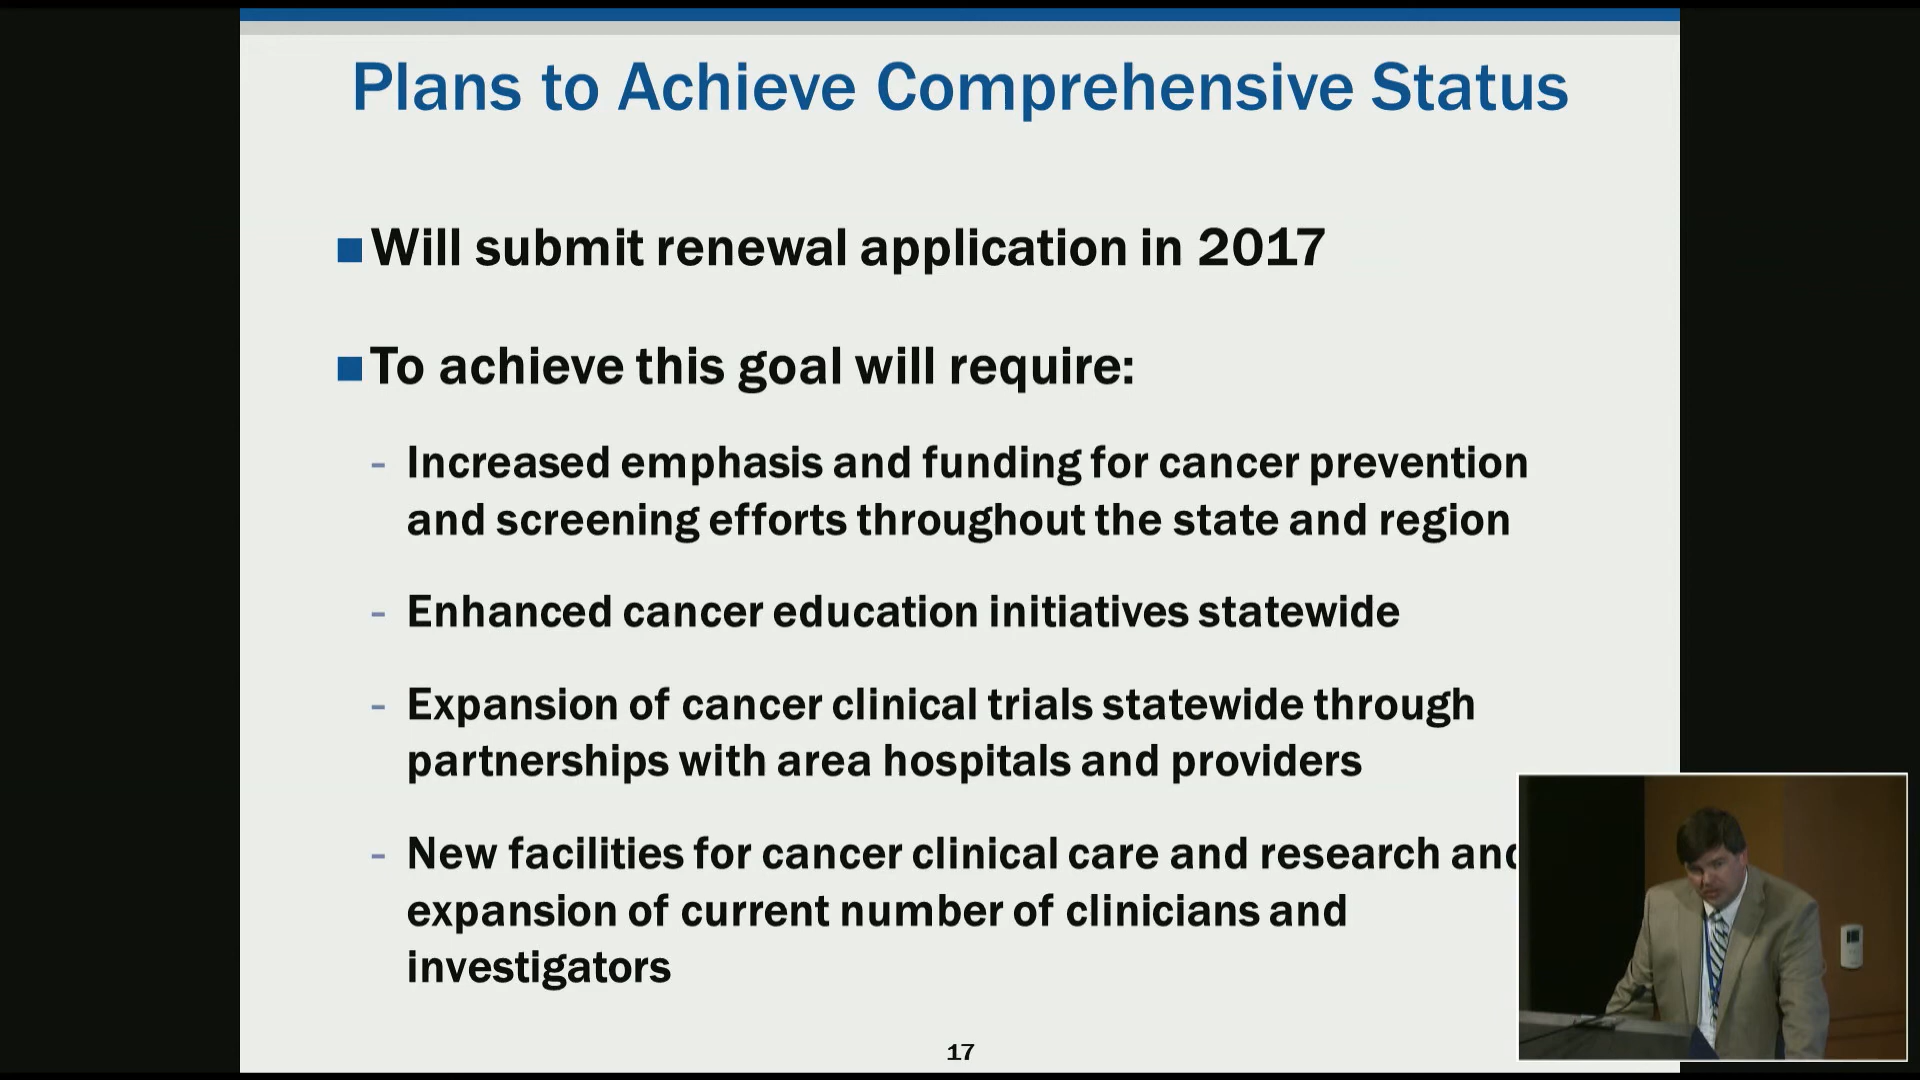 Plans to Achieve Comprehensive Status
Will submit renewal application in 2017
To achieve this goal will require:
- Increased emphasis and funding for cancer prevention
and screening efforts throughout the state and region
- Enhanced cancer education initiatives statewide
- Expansion of cancer clinical trials statewide through
partnerships with area hospitals and providers
- New facilities for cancer clinical care and research and
expansion of current number of clinicians and
investigators
17